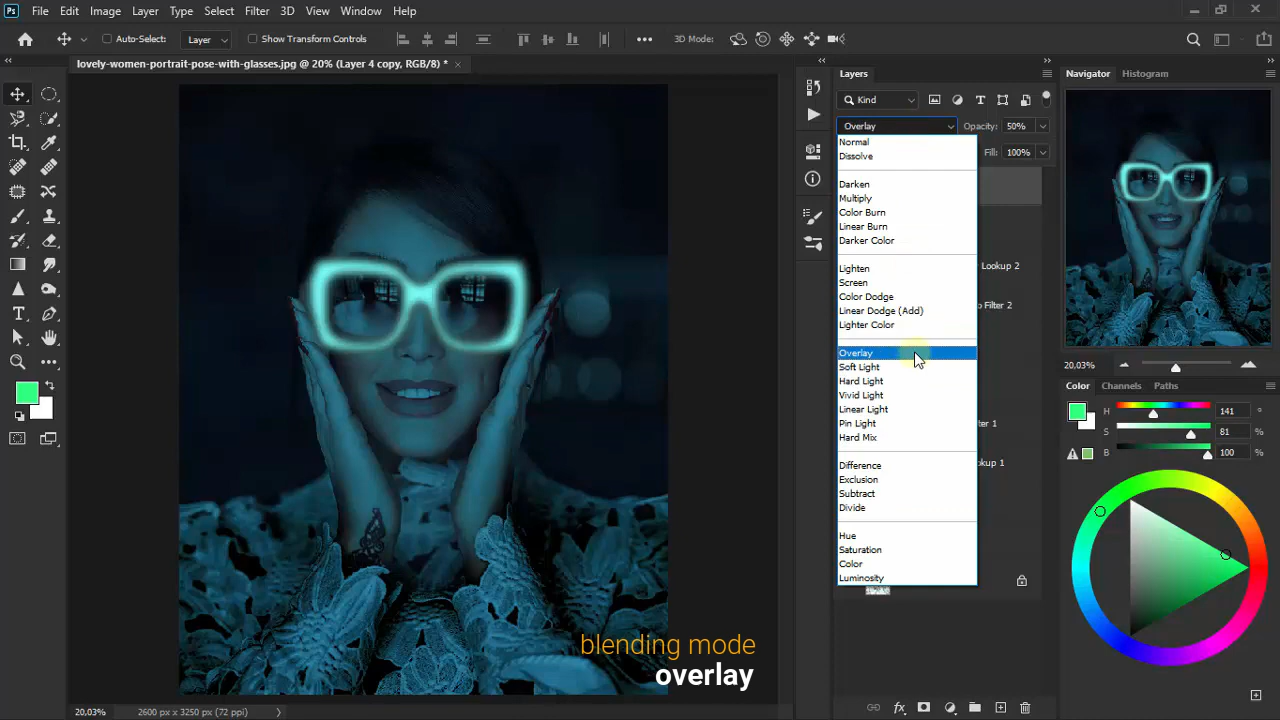 Ps File Edit Image Layer Type Select Filter 3D View Window Help
Auto-Select: Layer Show Transform Controls 3D Mode:
lovely-women-portrait-pose-with-glasses.jpg @ 20% (Layer 4 copy, RGB/8) *
Layers
Kind
Overlay Opacity: 50%
Fill: 100%
Normal
Dissolve
Darken
Multiply
Color Burn
Linear Burn
Darker Color
Lighten
Screen
Color Dodge
Linear Dodge (Add)
Lighter Color
Overlay
Soft Light
Hard Light
Vivid Light
Linear Light
Pin Light
Hard Mix
Difference
Exclusion
Subtract
Divide
Hue
Saturation
Color
Luminosity
Lookup 2
Filter 2
1
1
Navigator Histogram
20,03%
Color Channels Paths
H 141 °
S 81 %
B 100 %
blending mode
overlay
20,03% 2600 px x 3250 px (72 ppi)